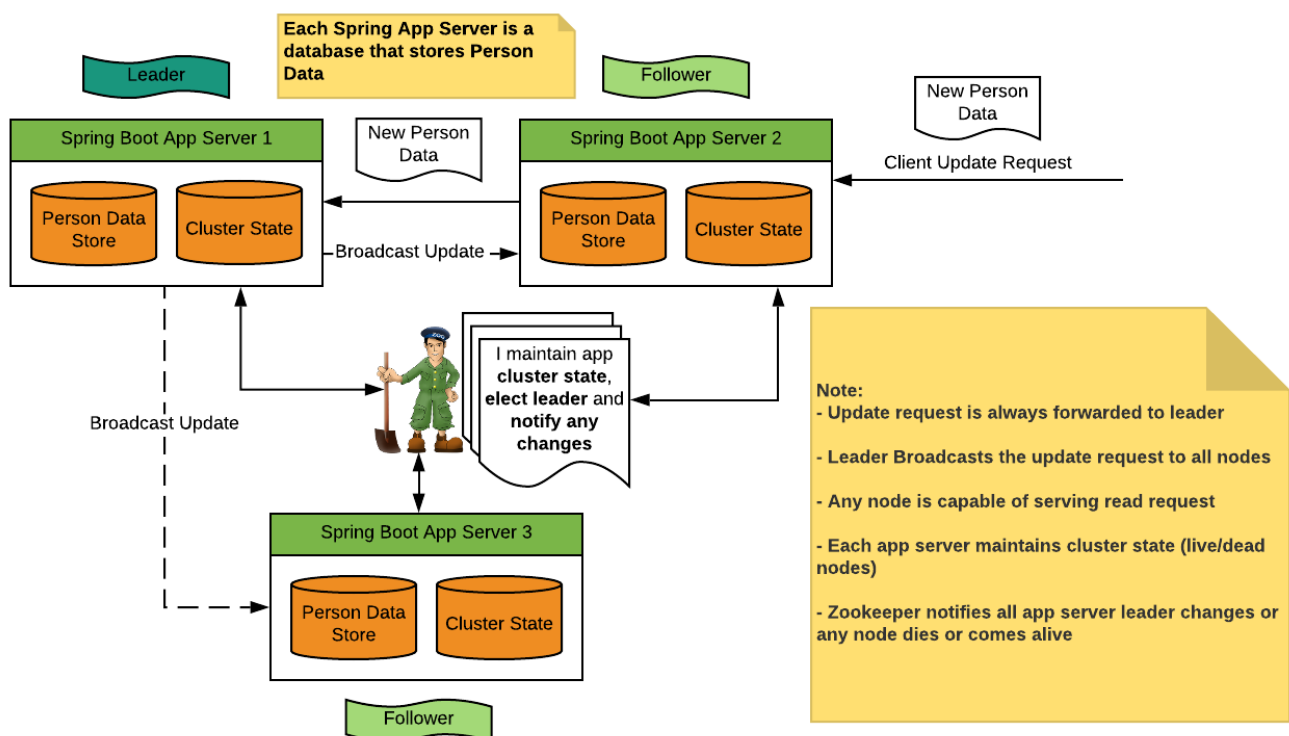 Each Spring App Server is a
database that stores Person
Data
Leader
Follower
New Person
Data
Client Update Request
Spring Boot App Server 1
New Person
Data
Spring Boot App Server 2
Person Data
Store
Cluster State
Person Data
Store
Cluster State
Broadcast Update
I maintain app
cluster state,
elect leader and
notify any
changes
Broadcast Update
Spring Boot App Server 3
Person Data
Store
Cluster State
Follower
Note:
- Update request is always forwarded to leader
- Leader Broadcasts the update request to all nodes
- Any node is capable of serving read request
- Each app server maintains cluster state (live/dead
nodes)
- Zookeeper notifies all app server leader changes or
any node dies or comes alive